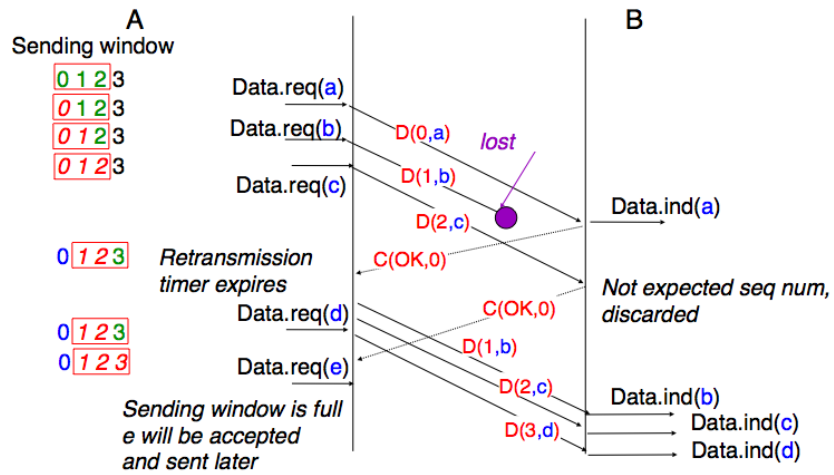 A
B
Sending window
0 1 2 3
Data.req(a)
0 1 2 3
Data.req(b)
D(0,a)
lost
0 1 2 3
0 1 2 3
D(1,b)
Data.req(c)
Data.ind(a)
D(2,c)
0 1 2 3
Retransmission
timer expires
C(OK,0)
Not expected seq num,
discarded
Data.req(d)
C(OK,0)
0 1 2 3
D(1,b)
0 1 2 3
Data.req(e)
D(2,c)
Data.ind(b)
Sending window is full
e will be accepted
and sent later
D(3,d)
Data.ind(c)
Data.ind(d)